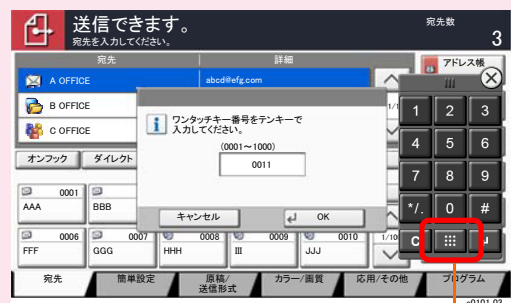 送信できます。
宛先を入力してください。
宛先数
3
宛先
詳細
アドレス帳
A OFFICE
abcd@efg.com
B OFFICE
1/1
C OFFICE
ワンタッチキー番号をテンキーで
入力してください。
(0001～1000)
0011
キャンセル
OK
オンフック
ダイレクト
0001
AAA
BBB
0006
FFF
0007
GGG
0008
HHH
0009
III
0010
JJJ
1/100
1 2 3
4 5 6
7 8 9
*/. 0 #
C
宛先
簡単設定
原稿/
送信形式
カラー/画質
応用/その他
プログラム
c0101_03